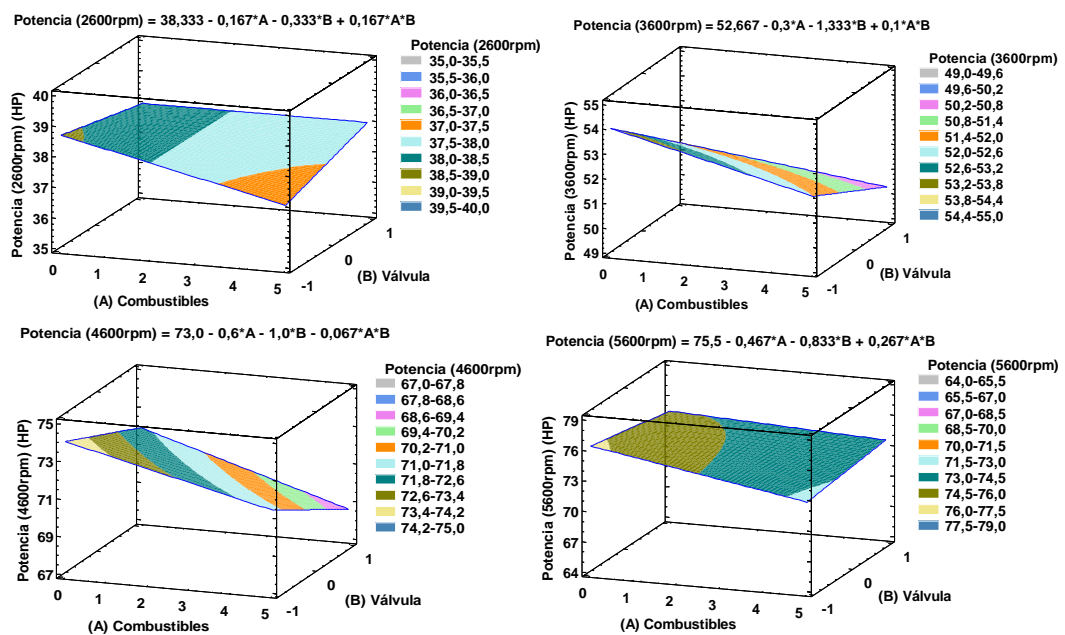 Potencia (2600rpm) = 38,333 - 0,167*A - 0,333*B + 0,167*A*B
Potencia (2600rpm)
35,0-35,5
35,5-36,0
36,0-36,5
36,5-37,0
37,0-37,5
37,5-38,0
38,0-38,5
38,5-39,0
39,0-39,5
39,5-40,0
Potencia (2600rpm) (HP)
40
39
38
37
36
35
0 1 2 3 4 5
(A) Combustibles
-1 0 1
(B) Válvula
Potencia (3600rpm) = 52,667 - 0,3*A - 1,333*B + 0,1*A*B
Potencia (3600rpm)
49,0-49,6
49,6-50,2
50,2-50,8
50,8-51,4
51,4-52,0
52,0-52,6
52,6-53,2
53,2-53,8
53,8-54,4
54,4-55,0
Potencia (3600rpm) (HP)
55
54
53
52
51
50
49
0 1 2 3 4 5
(A) Combustibles
-1 0 1
(B) Válvula
Potencia (4600rpm) = 73,0 - 0,6*A - 1,0*B - 0,067*A*B
Potencia (4600rpm)
67,0-67,8
67,8-68,6
68,6-69,4
69,4-70,2
70,2-71,0
71,0-71,8
71,8-72,6
72,6-73,4
73,4-74,2
74,2-75,0
Potencia (4600rpm) (HP)
75
73
71
69
67
0 1 2 3 4 5
(A) Combustibles
-1 0 1
(B) Válvula
Potencia (5600rpm) = 75,5 - 0,467*A - 0,833*B + 0,267*A*B
Potencia (5600rpm)
64,0-65,5
65,5-67,0
67,0-68,5
68,5-70,0
70,0-71,5
71,5-73,0
73,0-74,5
74,5-76,0
76,0-77,5
77,5-79,0
Potencia (5600rpm) (HP)
79
76
73
70
67
64
0 1 2 3 4 5
(A) Combustibles
-1 0 1
(B) Válvula